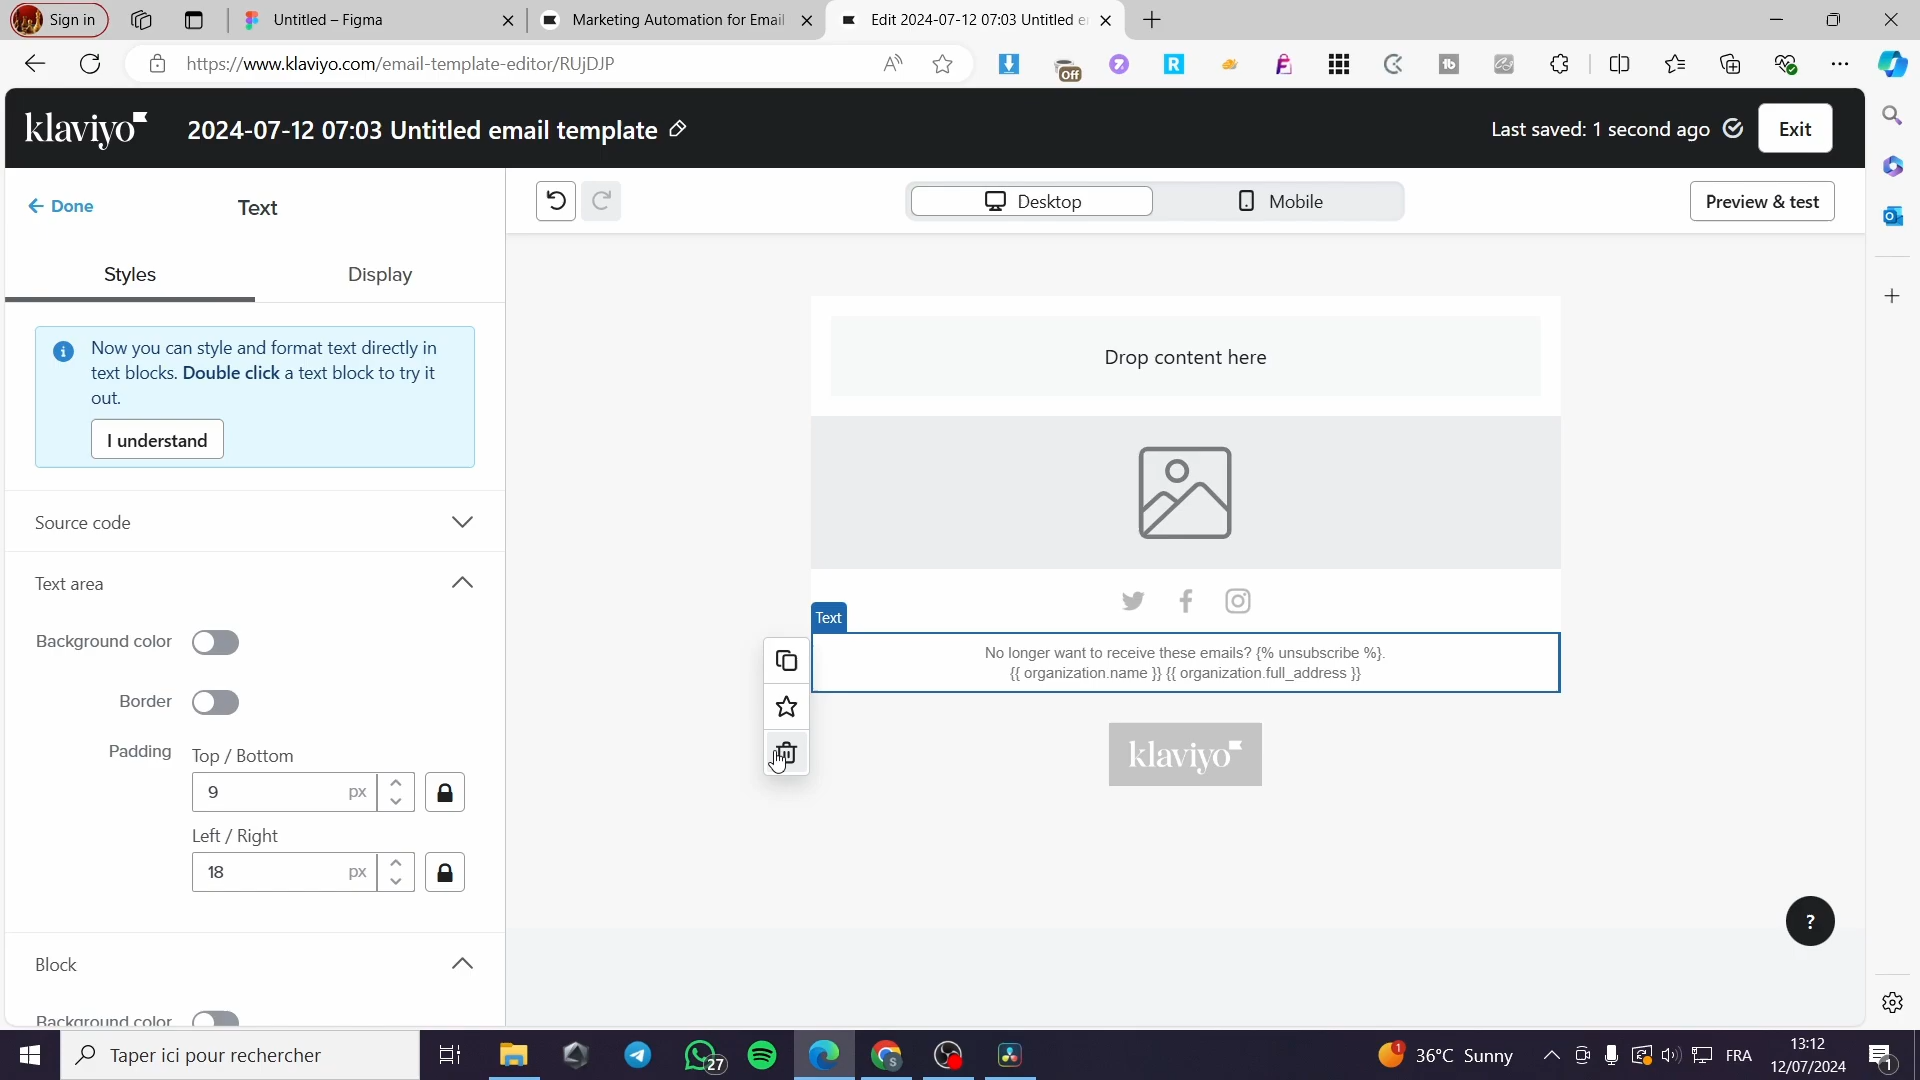 Sign in
Untitled – Figma
Marketing Automation for Email
Edit 2024-07-12 07:03 Untitled e
https://www.klaviyo.com/email-template-editor/RUjDJP
Off
klaviyo
2024-07-12 07:03 Untitled email template
Last saved: 1 second ago
Exit
Done
Text
Desktop
Mobile
Preview & test
Styles
Display
Now you can style and format text directly in
text blocks. Double click a text block to try it
out.
I understand
Source code
Text area
Background color
Border
Padding
Top / Bottom
9 px
Left / Right
18 px
Block
Background color
Drop content here
Text
No longer want to receive these emails? {% unsubscribe %}.
{{ organization.name }} {{ organization.full_address }}
klaviyo
?
Taper ici pour rechercher
27
1
36°C Sunny
FRA
13:12
12/07/2024
1